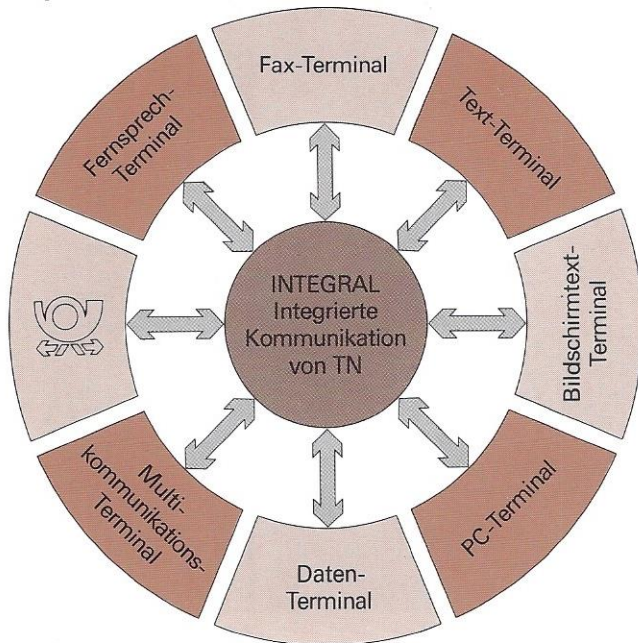 Fax-Terminal
Text-Terminal
Bildschirmtext-
Terminal
PC-Terminal
Daten-
Terminal
Multi-
kommunikations-
Terminal
Fernsprech-
Terminal
INTEGRAL
Integrierte
Kommunikation
von TN